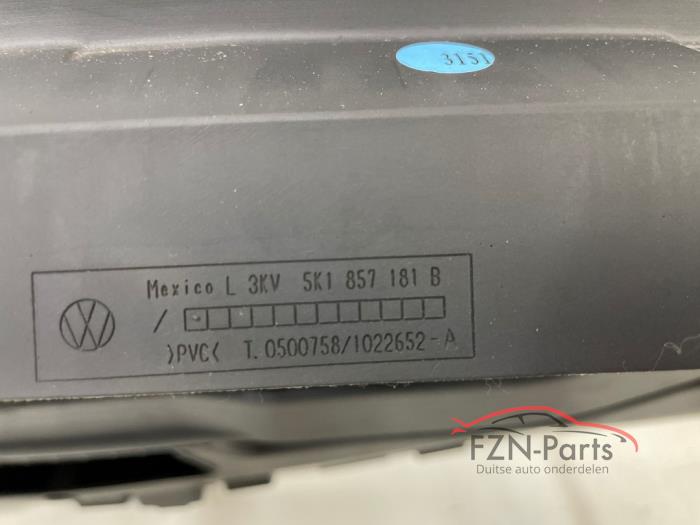 3151
Mexico L 3KV 5K1 857 181 B
/
>PVC< T. 0500758/1022652-A
FZN-Parts
Duitse auto onderdelen